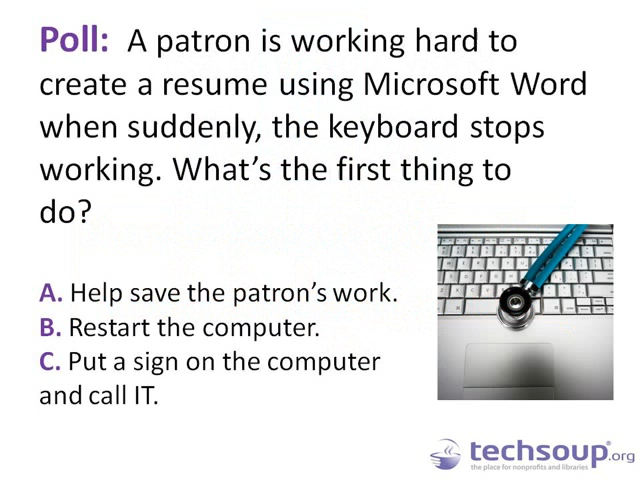 Poll: A patron is working hard to
create a resume using Microsoft Word
when suddenly, the keyboard stops
working. What’s the first thing to
do?
A. Help save the patron’s work.
B. Restart the computer.
C. Put a sign on the computer
and call IT.
techsoup®.org
the place for nonprofits and libraries